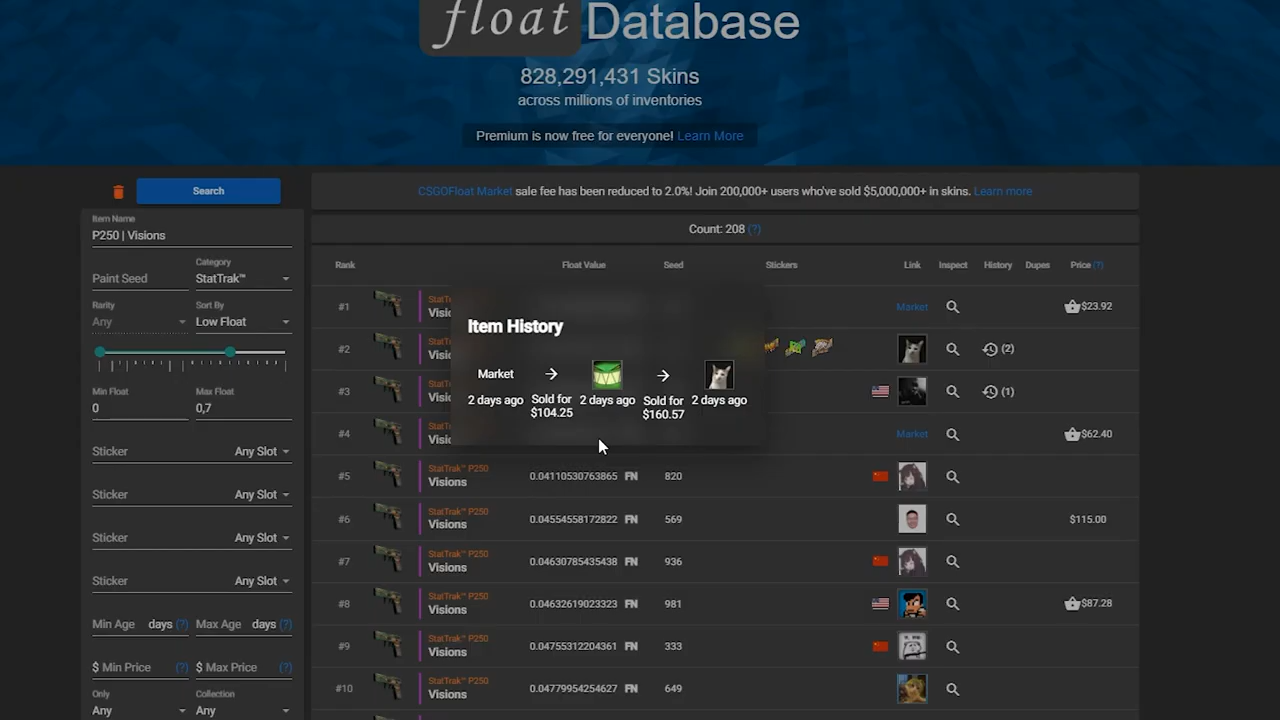 float Database
828,291,431 Skins
across millions of inventories
Premium is now free for everyone! Learn More
Search
CSGOFloat Market sale fee has been reduced to 2.0%! Join 200,000+ users who've sold $5,000,000+ in skins. Learn more
Item Name
P250 | Visions
Count: 208 (?)
Category
Paint Seed StatTrak™
Rarity Sort By
Any Low Float
Min Float Max Float
0 0,7
Sticker Any Slot
Sticker Any Slot
Sticker Any Slot
Sticker Any Slot
Min Age days (?) Max Age days (?)
$ Min Price (?) $ Max Price (?)
Only Collection
Any Any
Rank Float Value Seed Stickers Link Inspect History Dupes Price (?)
#1 Market $23.92
#2 (2)
#3 (1)
#4 Market $62.40
Item History
Market
2 days ago Sold for $104.25 2 days ago Sold for $160.57 2 days ago
#5 StatTrak™ P250 Visions 0.04110530763865 FN 820
#6 StatTrak™ P250 Visions 0.04554558172822 FN 569 $115.00
#7 StatTrak™ P250 Visions 0.04630785435438 FN 936
#8 StatTrak™ P250 Visions 0.04632619023323 FN 981 $87.28
#9 StatTrak™ P250 Visions 0.04755312204361 FN 333
#10 StatTrak™ P250 Visions 0.04779954254627 FN 649